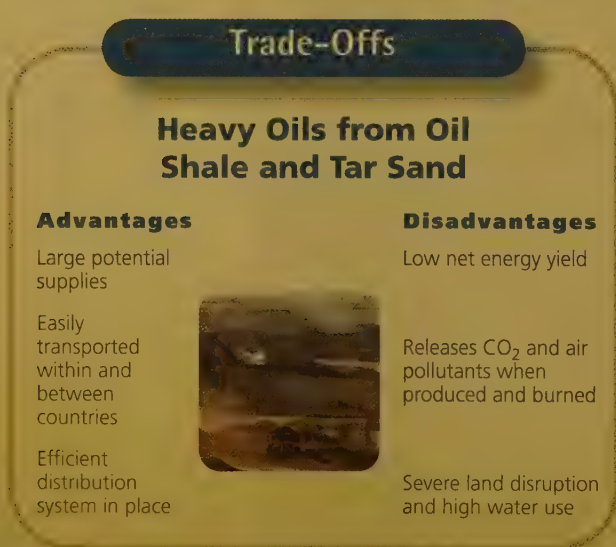 Trade-Offs
Heavy Oils from Oil
Shale and Tar Sand
Advantages
Large potential
supplies
Easily
transported
within and
between
countries
Efficient
distribution
system in place
Disadvantages
Low net energy yield
Releases CO₂ and air
pollutants when
produced and burned
Severe land disruption
and high water use